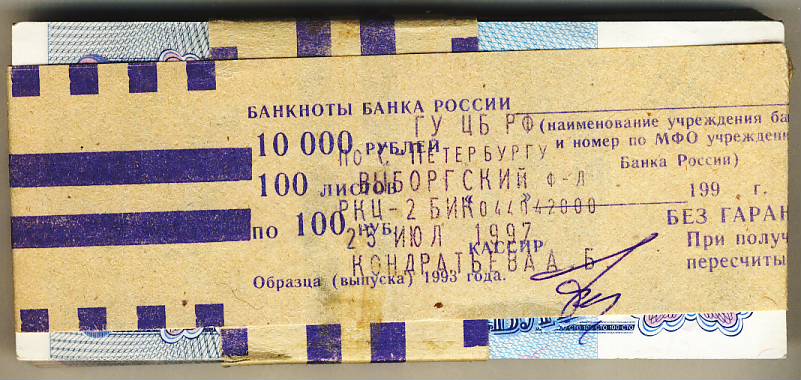 БАНКНОТЫ БАНКА РОССИИ
10 000 РУБЛЕЙ
100 ЛИСТОВ
ПО 100 РУБ.
Образца (выпуска) 1993 года.
ГУ ЦБ РФ
ПО С-ПЕТЕРБУРГУ
ВЫБОРГСКИЙ Ф-Л
РКЦ-2 БИК044042000
ИЮЛ 1997
КАССИР
КОНДРАТЬЕВА А.Б
(наименование учреждения ба
и номер по МФО учрежден
Банка России)
« » 199 г.
БЕЗ ГАРАН
При получ
пересчиты